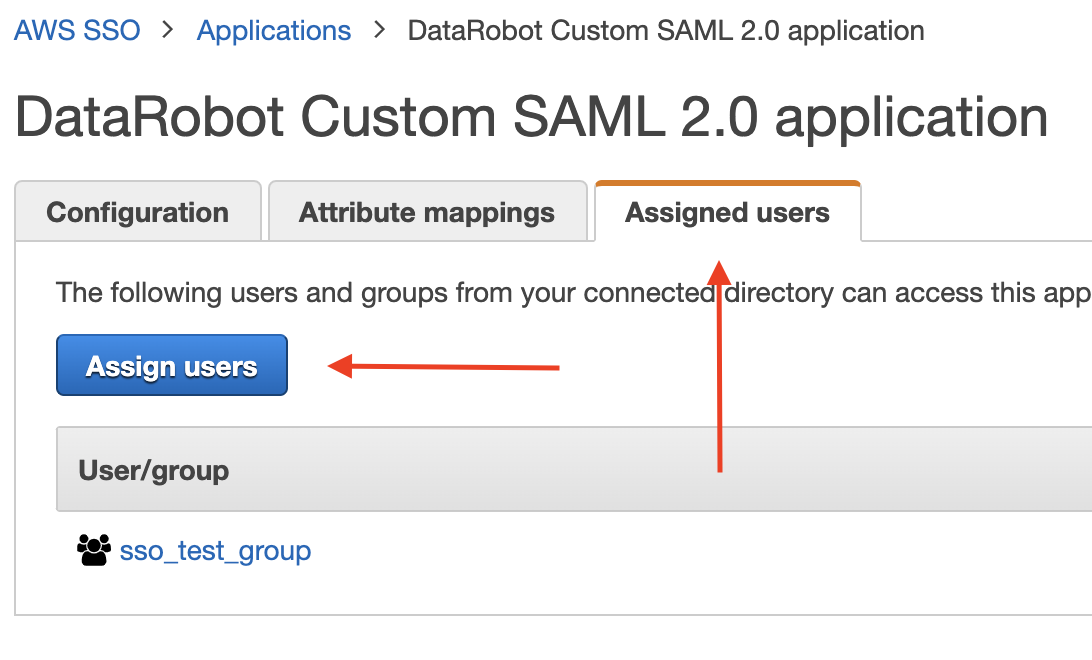 AWS SSO > Applications > DataRobot Custom SAML 2.0 application
DataRobot Custom SAML 2.0 application
Configuration Attribute mappings Assigned users
The following users and groups from your connected directory can access this app
Assign users
User/group
sso_test_group